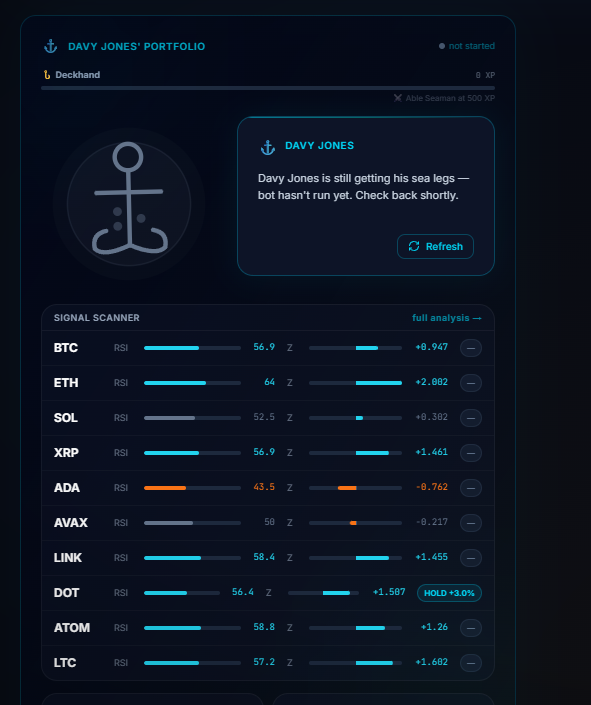 DAVY JONES' PORTFOLIO
not started
Deckhand
0 XP
Able Seaman at 500 XP
DAVY JONES
Davy Jones is still getting his sea legs —
bot hasn't run yet. Check back shortly.
Refresh
SIGNAL SCANNER
full analysis →
BTC RSI 56.9 Z +0.947 —
ETH RSI 64 Z +2.002 —
SOL RSI 52.5 Z +0.302 —
XRP RSI 56.9 Z +1.461 —
ADA RSI 43.5 Z -0.762 —
AVAX RSI 50 Z -0.217 —
LINK RSI 58.4 Z +1.455 —
DOT RSI 56.4 Z +1.507 HOLD +3.0%
ATOM RSI 58.8 Z +1.26 —
LTC RSI 57.2 Z +1.602 —